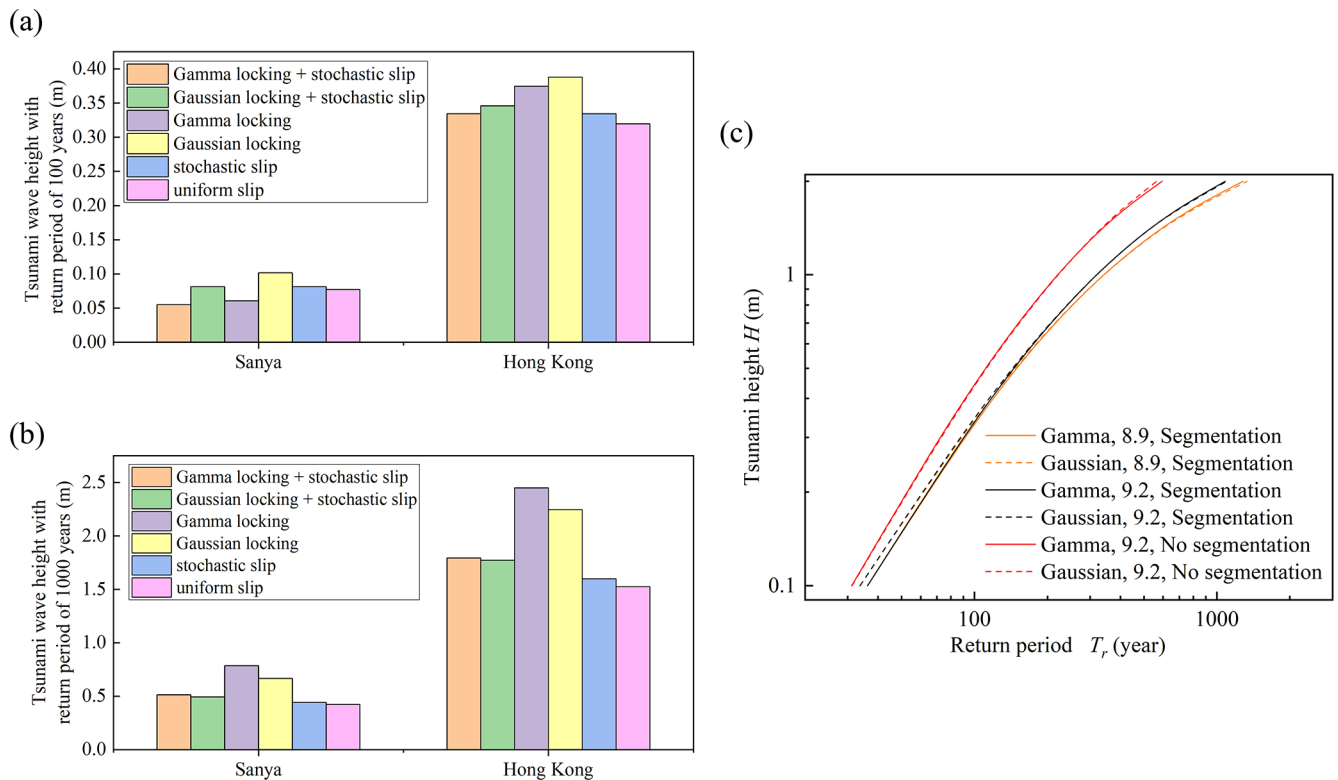 (a)
Tsunami wave height with
return period of 100 years (m)
0.40
0.35
0.30
0.25
0.20
0.15
0.10
0.05
0.00
Gamma locking + stochastic slip
Gaussian locking + stochastic slip
Gamma locking
Gaussian locking
stochastic slip
uniform slip
Sanya
Hong Kong
(b)
Tsunami wave height with
return period of 1000 years (m)
2.5
2.0
1.5
1.0
0.5
0.0
Gamma locking + stochastic slip
Gaussian locking + stochastic slip
Gamma locking
Gaussian locking
stochastic slip
uniform slip
Sanya
Hong Kong
(c)
Tsunami height H (m)
1
0.1
Gamma, 8.9, Segmentation
Gaussian, 8.9, Segmentation
Gamma, 9.2, Segmentation
Gaussian, 9.2, Segmentation
Gamma, 9.2, No segmentation
Gaussian, 9.2, No segmentation
100
1000
Return period Tr (year)